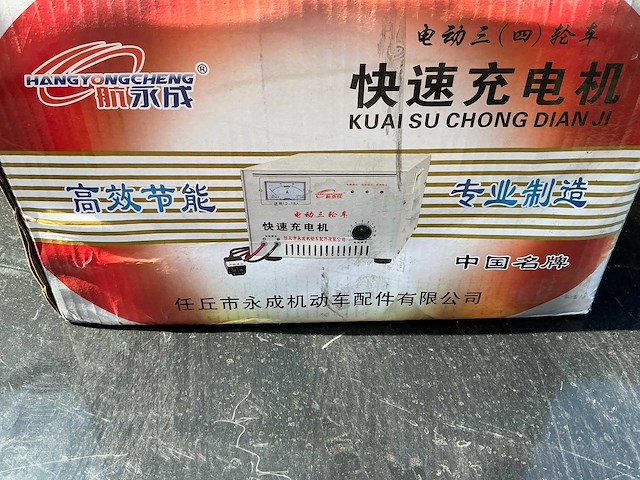 电动三(四)轮车
HANGYONGCHENG®
航永成
快速充电机
KUAI SU CHONG DIAN JI
高效节能
专业制造
电动三轮车
快速充电机
中国名牌
任丘市永成机动车配件有限公司